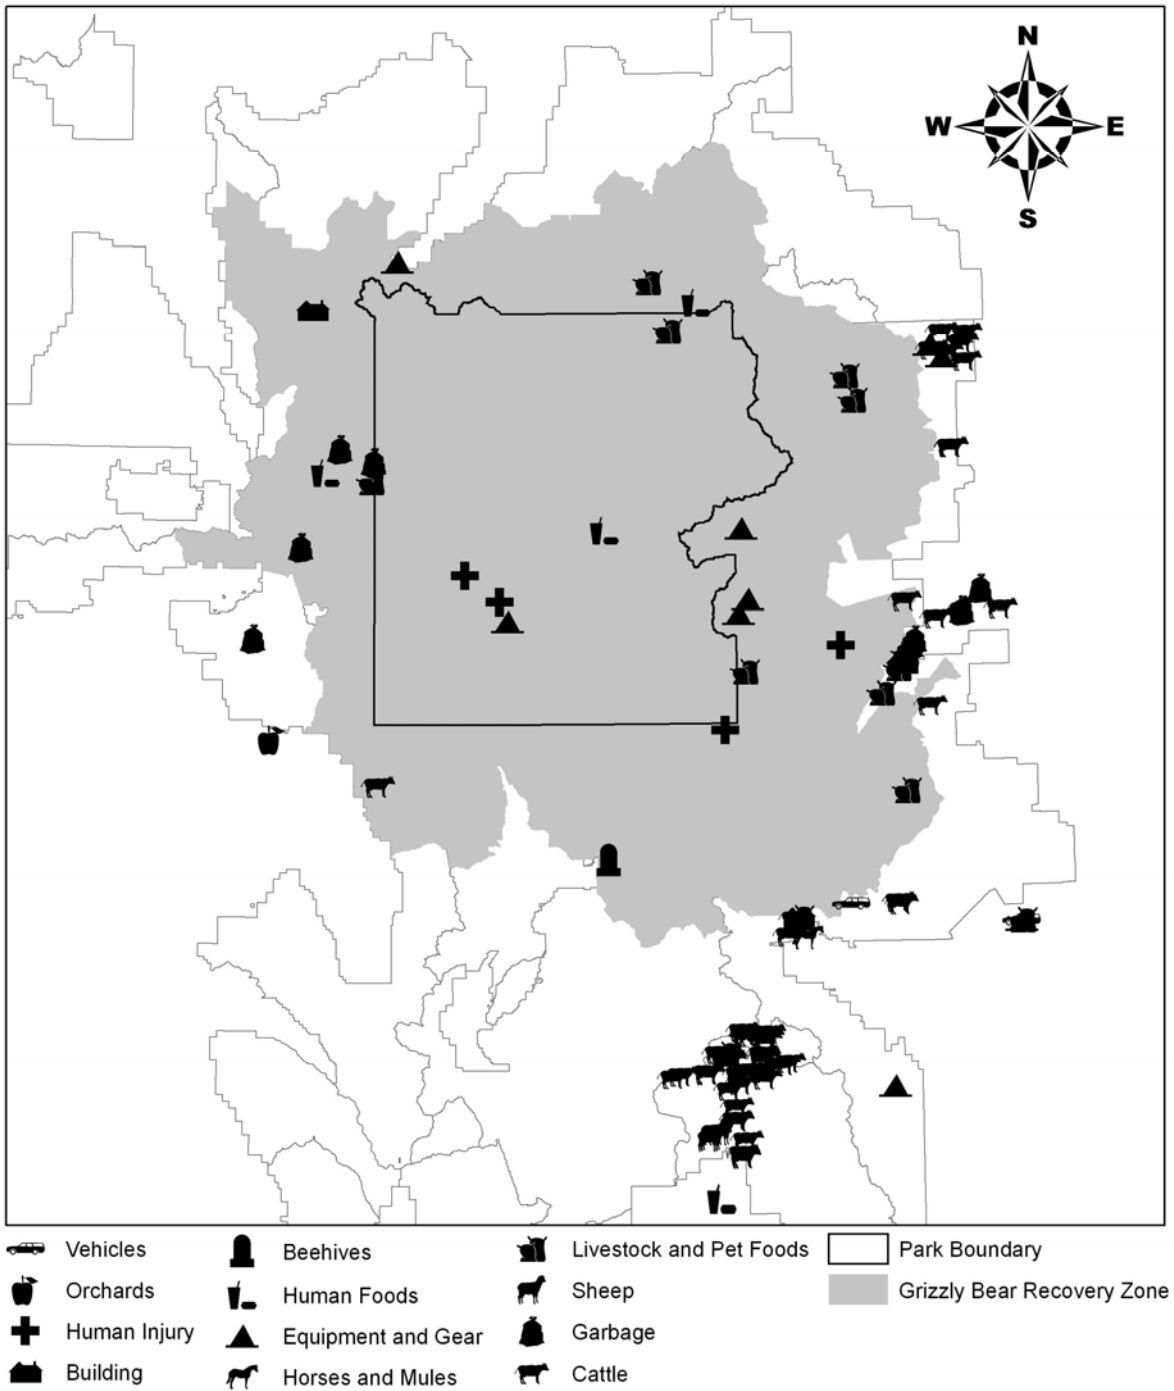 N
W E
S
Vehicles
Beehives
Livestock and Pet Foods
Park Boundary
Orchards
Human Foods
Sheep
Grizzly Bear Recovery Zone
Human Injury
Equipment and Gear
Garbage
Building
Horses and Mules
Cattle